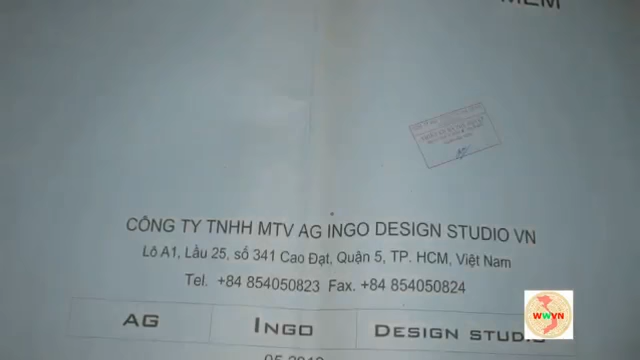 CÔNG TY TNHH MTV AG INGO DESIGN STUDIO VN
Lô A1, Lầu 25, số 341 Cao Đạt, Quận 5, TP. HCM, Việt Nam
Tel. +84 854050823 Fax. +84 854050824
AG INGO DESIGN STUDIO
WWVN